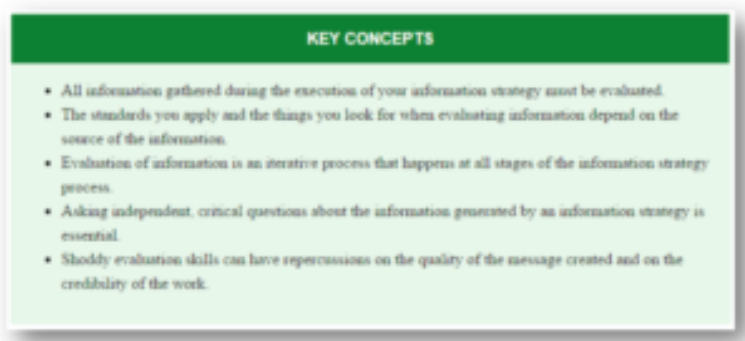 KEY CONCEPTS
• All information gathered during the execution of your information strategy must be evaluated.
• The standards you apply and the things you look for when evaluating information depend on the
source of the information.
• Evaluation of information is an iterative process that happens at all stages of the information strategy
process.
• Asking independent, critical questions about the information generated by an information strategy is
essential.
• Shoddy evaluation skills can have repercussions on the quality of the message created and on the
credibility of the work.